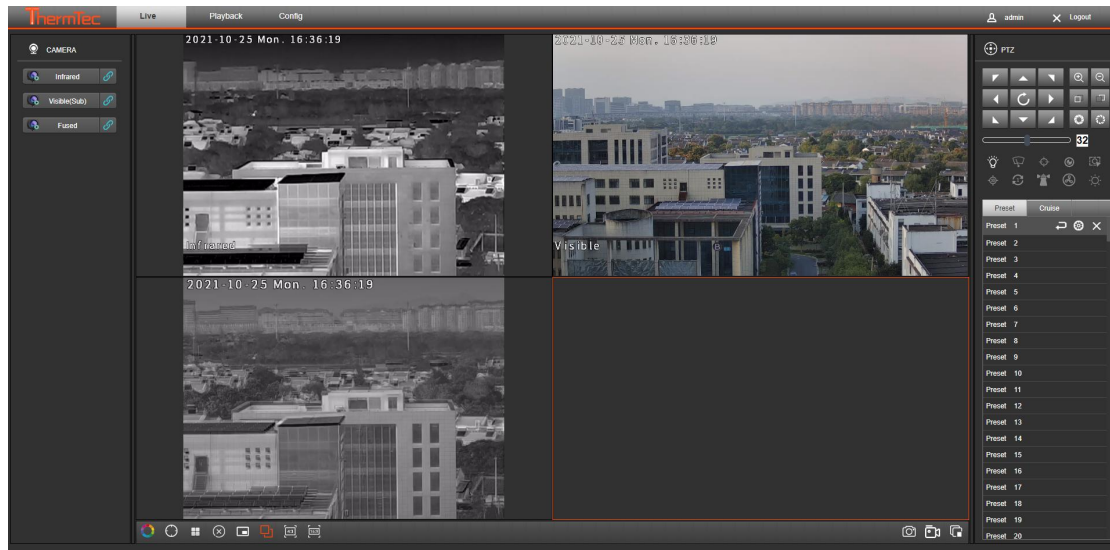 ThermTec
Live
Playback
Config
admin
Logout
CAMERA
Infrared
Visible(Sub)
Fused
2021-10-25 Mon. 16:36:19
Infrared
2021-10-25 Mon. 16:36:19
Visible
2021-10-25 Mon. 16:36:19
PTZ
32
Preset
Cruise
Preset 1
Preset 2
Preset 3
Preset 4
Preset 5
Preset 6
Preset 7
Preset 8
Preset 9
Preset 10
Preset 11
Preset 12
Preset 13
Preset 14
Preset 15
Preset 16
Preset 17
Preset 18
Preset 19
Preset 20